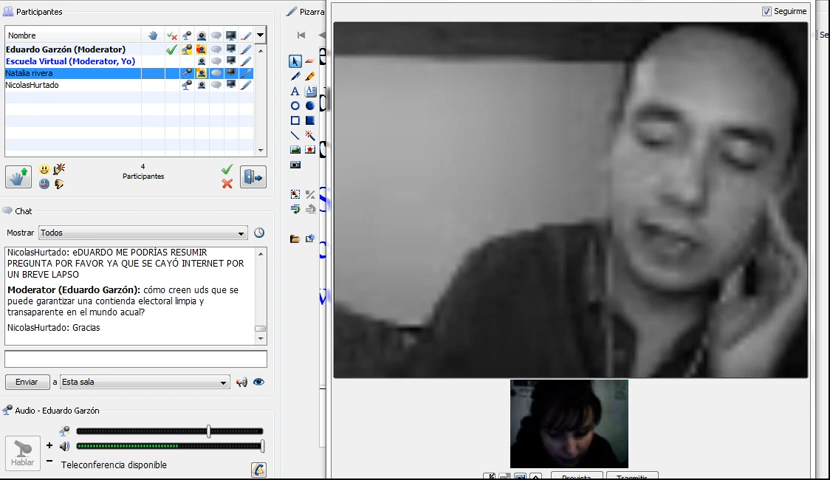 Participantes
Pizarra
Seguirme
Se
Nombre
Eduardo Garzón (Moderator)
Escuela Virtual (Moderator, Yo)
Natalia rivera
NicolasHurtado
4
Participantes
Chat
Mostrar Todos
NicolasHurtado: eDUARDO ME PODRÍAS RESUMIR
PREGUNTA POR FAVOR YA QUE SE CAYÓ INTERNET POR
UN BREVE LAPSO
Moderator (Eduardo Garzón): cómo creen uds que se
puede garantizar una contienda electoral limpia y
transparente en el mundo acual?
NicolasHurtado: Gracias
Enviar a Esta sala
Audio - Eduardo Garzón
Hablar
Teleconferencia disponible